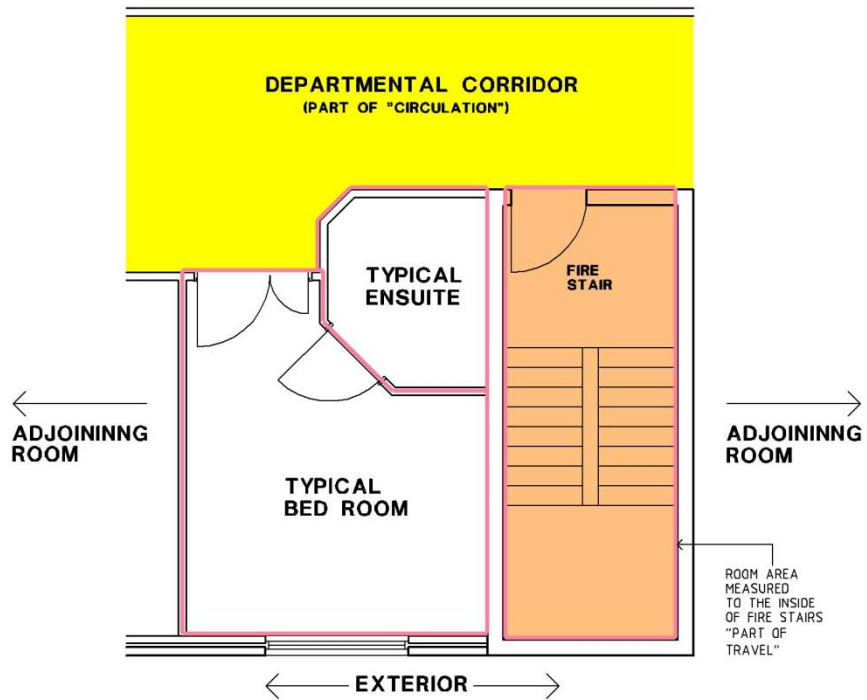 DEPARTMENTAL CORRIDOR
(PART OF "CIRCULATION")
TYPICAL
ENSUITE
FIRE
STAIR
ADJOININNG
ROOM
ADJOININNG
ROOM
TYPICAL
BED ROOM
ROOM AREA
MEASURED
TO THE INSIDE
OF FIRE STAIRS
"PART OF
TRAVEL"
EXTERIOR